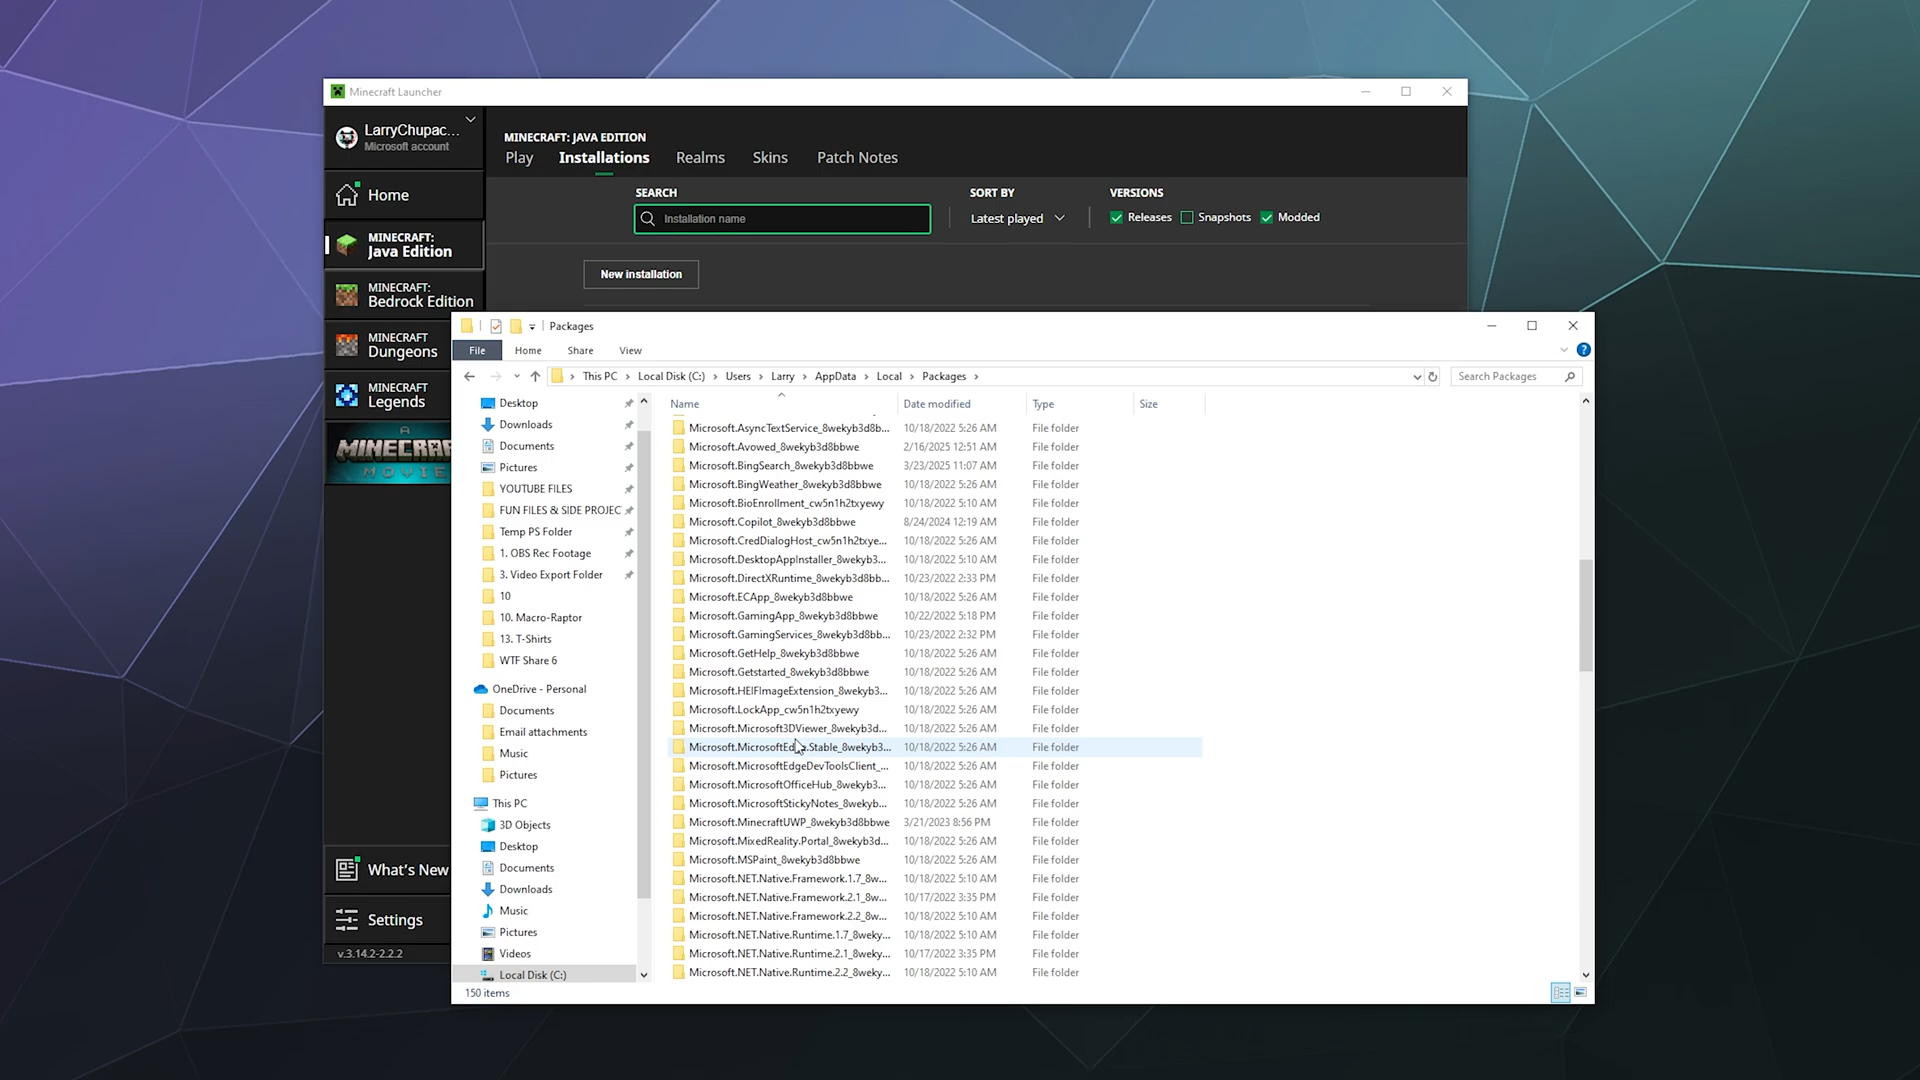 Minecraft Launcher
LarryChupac...
Microsoft account
MINECRAFT: JAVA EDITION
Play Installations Realms Skins Patch Notes
SEARCH SORT BY VERSIONS
Installation name Latest played Releases Snapshots Modded
New installation
Home
MINECRAFT:
Java Edition
MINECRAFT:
Bedrock Edition
MINECRAFT
Dungeons
MINECRAFT
Legends
A
MINECRAF
MOVIE
What's New
Settings
v.3.14.2-2.2.2
Packages
File Home Share View
This PC Local Disk (C:) Users Larry AppData Local Packages
Search Packages
Desktop
Downloads
Documents
Pictures
YOUTUBE FILES
FUN FILES & SIDE PROJEC
Temp PS Folder
1. OBS Rec Footage
3. Video Export Folder
10
10. Macro-Raptor
13. T-Shirts
WTF Share 6
OneDrive - Personal
Documents
Email attachments
Music
Pictures
This PC
3D Objects
Desktop
Documents
Downloads
Music
Pictures
Videos
Local Disk (C:)
Name Date modified Type Size
Microsoft.AsyncTextService_8wekyb3d8b... 10/18/2022 5:26 AM File folder
Microsoft.Avowed_8wekyb3d8bbwe 2/16/2025 12:51 AM File folder
Microsoft.BingSearch_8wekyb3d8bbwe 3/23/2025 11:07 AM File folder
Microsoft.BingWeather_8wekyb3d8bbwe 10/18/2022 5:26 AM File folder
Microsoft.BioEnrollment_cw5n1h2txyewy 10/18/2022 5:10 AM File folder
Microsoft.Copilot_8wekyb3d8bbwe 8/24/2024 12:19 AM File folder
Microsoft.CredDialogHost_cw5n1h2txye... 10/18/2022 5:26 AM File folder
Microsoft.DesktopAppInstaller_8wekyb3... 10/18/2022 5:10 AM File folder
Microsoft.DirectXRuntime_8wekyb3d8bb... 10/23/2022 2:33 PM File folder
Microsoft.ECApp_8wekyb3d8bbwe 10/18/2022 5:26 AM File folder
Microsoft.GamingApp_8wekyb3d8bbwe 10/22/2022 5:18 PM File folder
Microsoft.GamingServices_8wekyb3d8bb... 10/23/2022 2:32 PM File folder
Microsoft.GetHelp_8wekyb3d8bbwe 10/18/2022 5:26 AM File folder
Microsoft.Getstarted_8wekyb3d8bbwe 10/18/2022 5:26 AM File folder
Microsoft.HEIFImageExtension_8wekyb3... 10/18/2022 5:26 AM File folder
Microsoft.LockApp_cw5n1h2txyewy 10/18/2022 5:26 AM File folder
Microsoft.Microsoft3DViewer_8wekyb3d... 10/18/2022 5:26 AM File folder
Microsoft.MicrosoftEdge.Stable_8wekyb3... 10/18/2022 5:26 AM File folder
Microsoft.MicrosoftEdgeDevToolsClient_... 10/18/2022 5:26 AM File folder
Microsoft.MicrosoftOfficeHub_8wekyb3... 10/18/2022 5:26 AM File folder
Microsoft.MicrosoftStickyNotes_8wekyb... 10/18/2022 5:26 AM File folder
Microsoft.MinecraftUWP_8wekyb3d8bbwe 3/21/2023 8:56 PM File folder
Microsoft.MixedReality.Portal_8wekyb3d... 10/18/2022 5:26 AM File folder
Microsoft.MSPaint_8wekyb3d8bbwe 10/18/2022 5:26 AM File folder
Microsoft.NET.Native.Framework.1.7_8w... 10/18/2022 5:10 AM File folder
Microsoft.NET.Native.Framework.2.1_8w... 10/17/2022 3:35 PM File folder
Microsoft.NET.Native.Framework.2.2_8w... 10/18/2022 5:10 AM File folder
Microsoft.NET.Native.Runtime.1.7_8weky... 10/18/2022 5:10 AM File folder
Microsoft.NET.Native.Runtime.2.1_8weky... 10/17/2022 3:35 PM File folder
Microsoft.NET.Native.Runtime.2.2_8weky... 10/18/2022 5:10 AM File folder
150 items